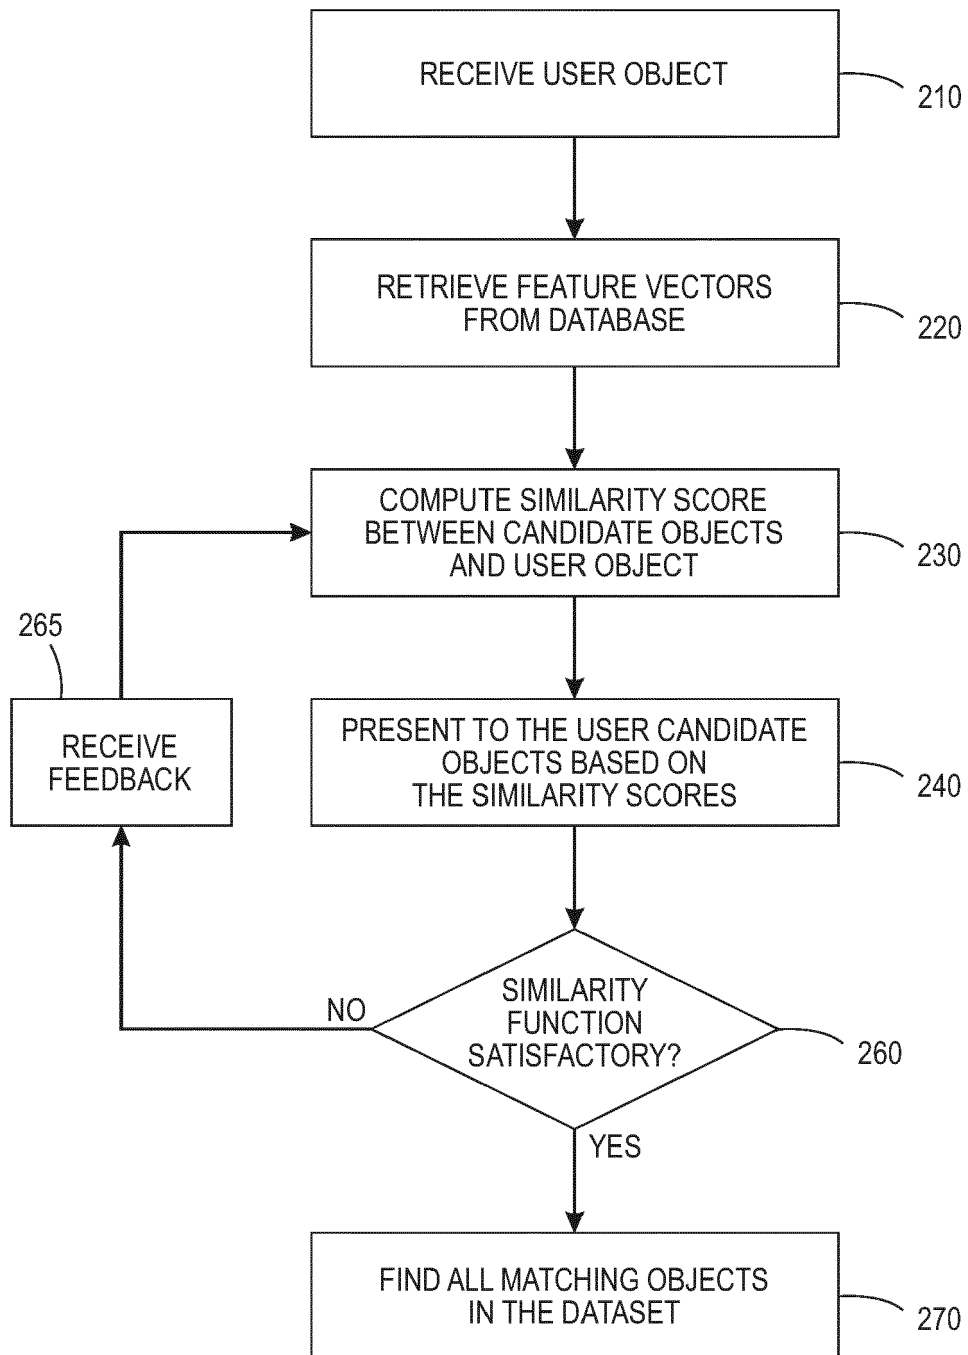 RECEIVE USER OBJECT
210
RETRIEVE FEATURE VECTORS
FROM DATABASE
220
COMPUTE SIMILARITY SCORE
BETWEEN CANDIDATE OBJECTS
AND USER OBJECT
230
265
RECEIVE
FEEDBACK
PRESENT TO THE USER CANDIDATE
OBJECTS BASED ON
THE SIMILARITY SCORES
240
NO
SIMILARITY
FUNCTION
SATISFACTORY?
260
YES
FIND ALL MATCHING OBJECTS
IN THE DATASET
270